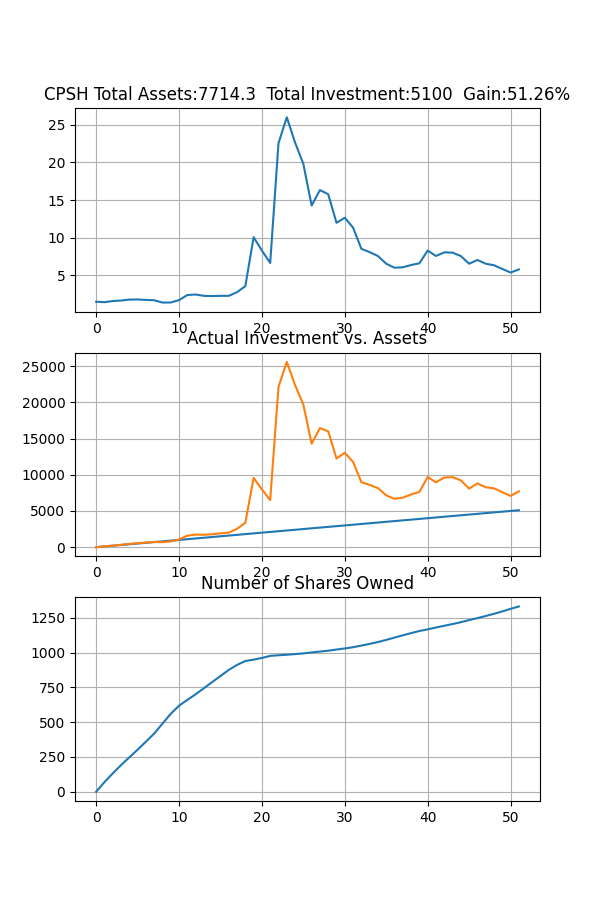 CPSH Total Assets:7714.3  Total Investment:5100  Gain:51.26%
25
20
15
10
5
0 10 20 30 40 50
Actual Investment vs. Assets
25000
20000
15000
10000
5000
0
0 10 20 30 40 50
Number of Shares Owned
1250
1000
750
500
250
0
0 10 20 30 40 50